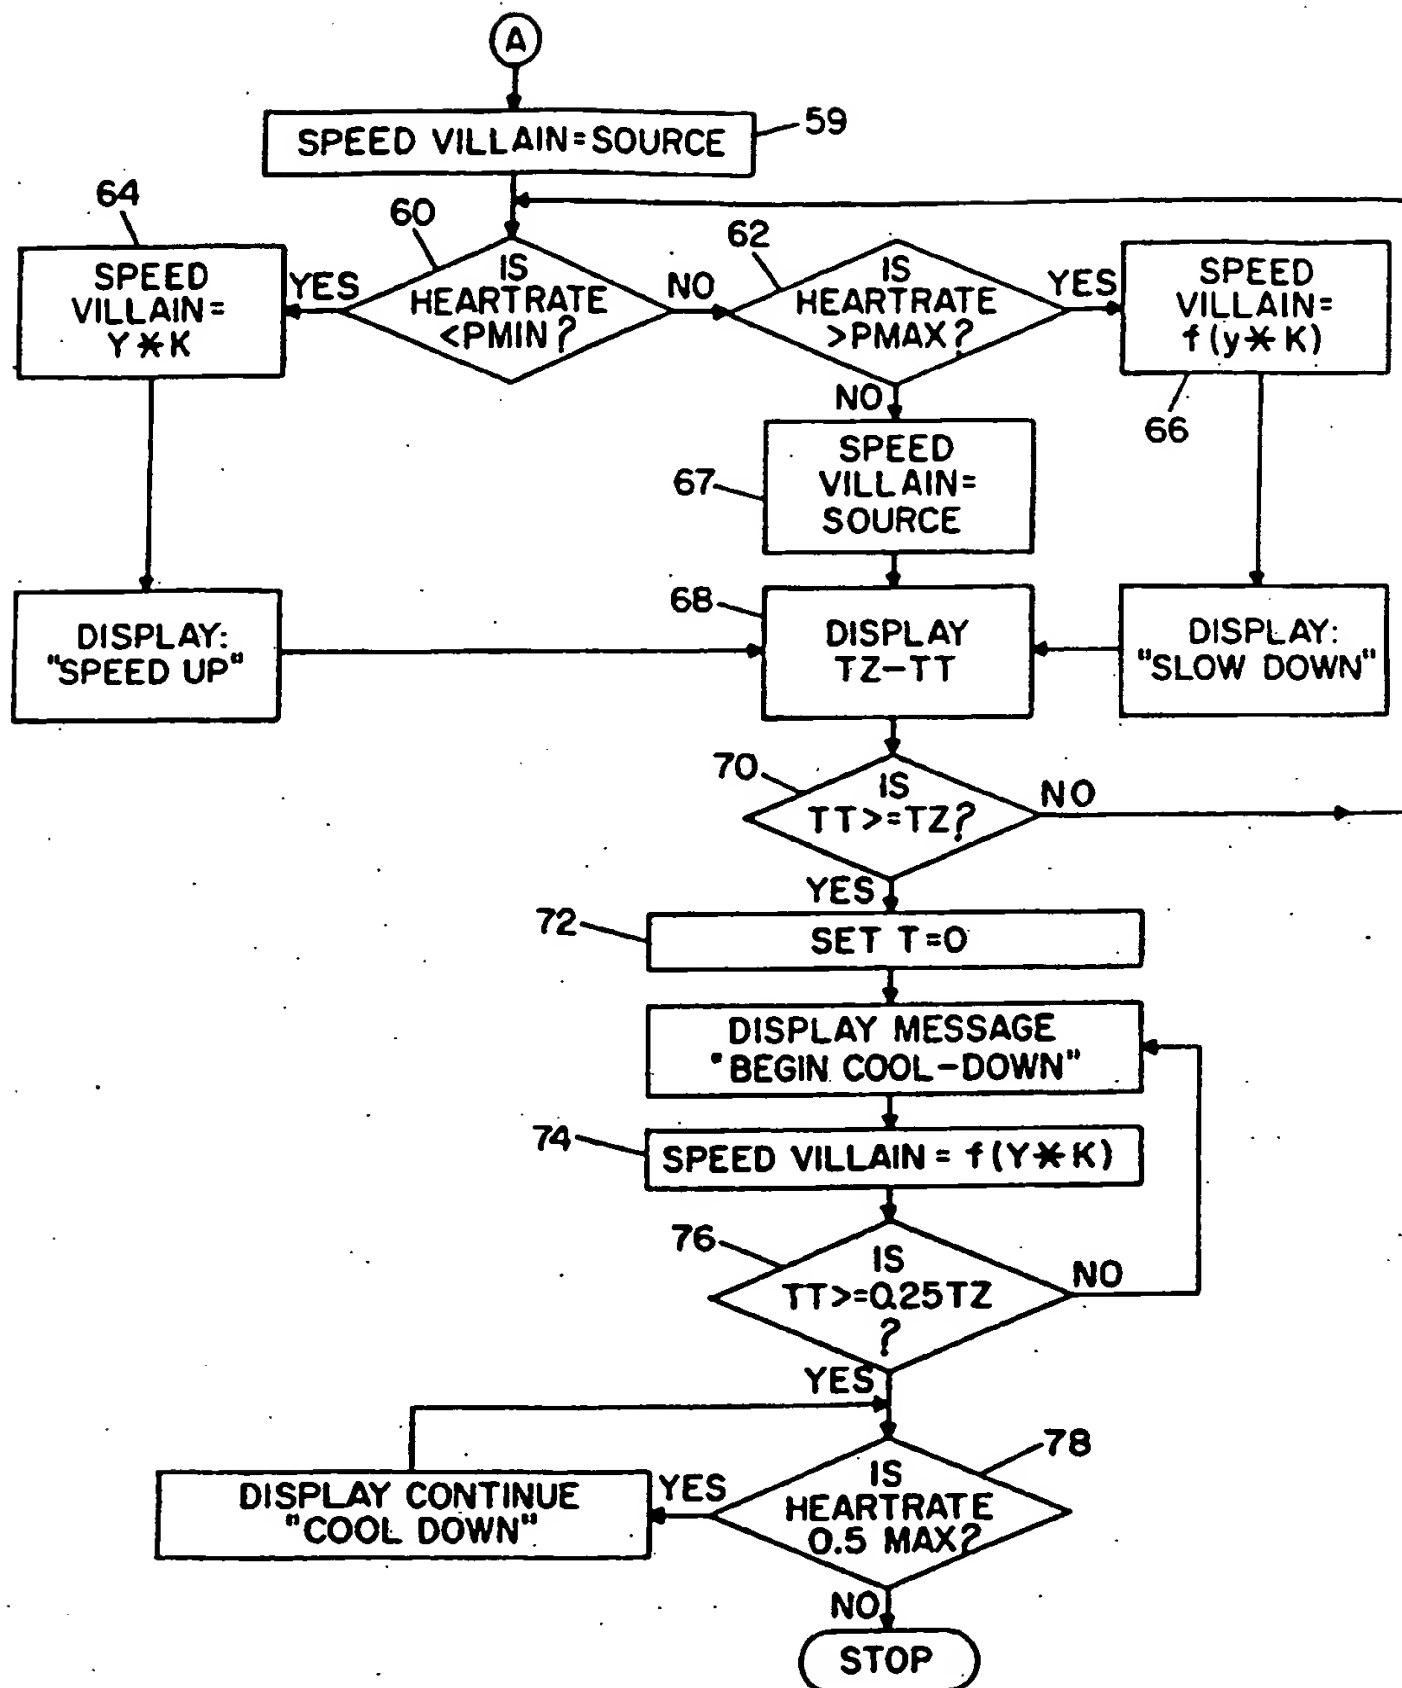 A
SPEED VILLAIN=SOURCE
59
64
60
62
SPEED
VILLAIN=
Y*K
YES
IS
HEARTRATE
<PMIN?
NO
IS
HEARTRATE
>PMAX?
YES
SPEED
VILLAIN=
f(y*K)
NO
66
67
SPEED
VILLAIN=
SOURCE
DISPLAY:
"SPEED UP"
68
DISPLAY
TZ-TT
DISPLAY:
"SLOW DOWN"
70
IS
TT>=TZ?
NO
YES
72
SET T=0
DISPLAY MESSAGE
"BEGIN COOL-DOWN"
74
SPEED VILLAIN = f(Y*K)
76
IS
TT>=0.25TZ
?
NO
YES
78
DISPLAY CONTINUE
"COOL DOWN"
YES
IS
HEARTRATE
0.5 MAX?
NO
STOP